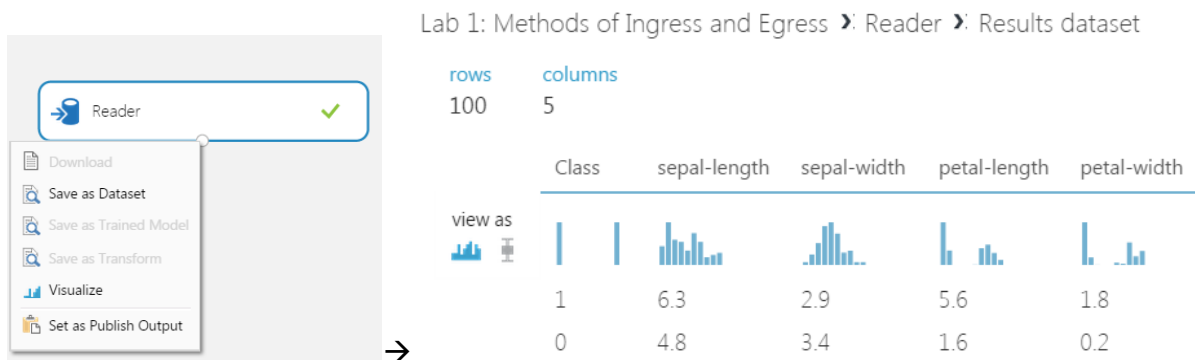 Reader
Download
Save as Dataset
Save as Trained Model
Save as Transform
Visualize
Set as Publish Output
→
Lab 1: Methods of Ingress and Egress › Reader › Results dataset
rows columns
100 5
Class sepal-length sepal-width petal-length petal-width
view as
1 6.3 2.9 5.6 1.8
0 4.8 3.4 1.6 0.2